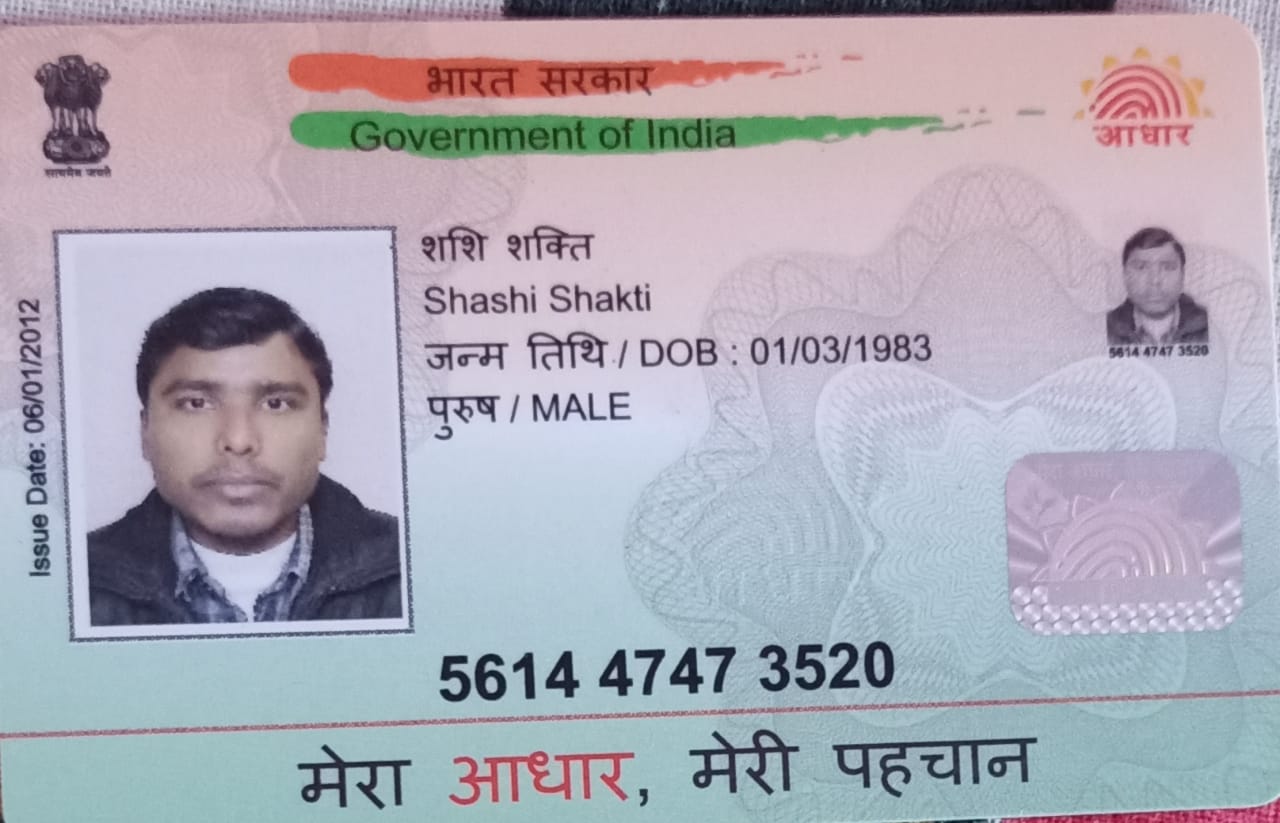 भारत सरकार
Government of India
सत्यमेव जयते
आधार
शशि शक्ति
Shashi Shakti
जन्म तिथि / DOB : 01/03/1983
पुरुष / MALE
Issue Date: 06/01/2012
5614 4747 3520
5614 4747 3520
मेरा आधार, मेरी पहचान